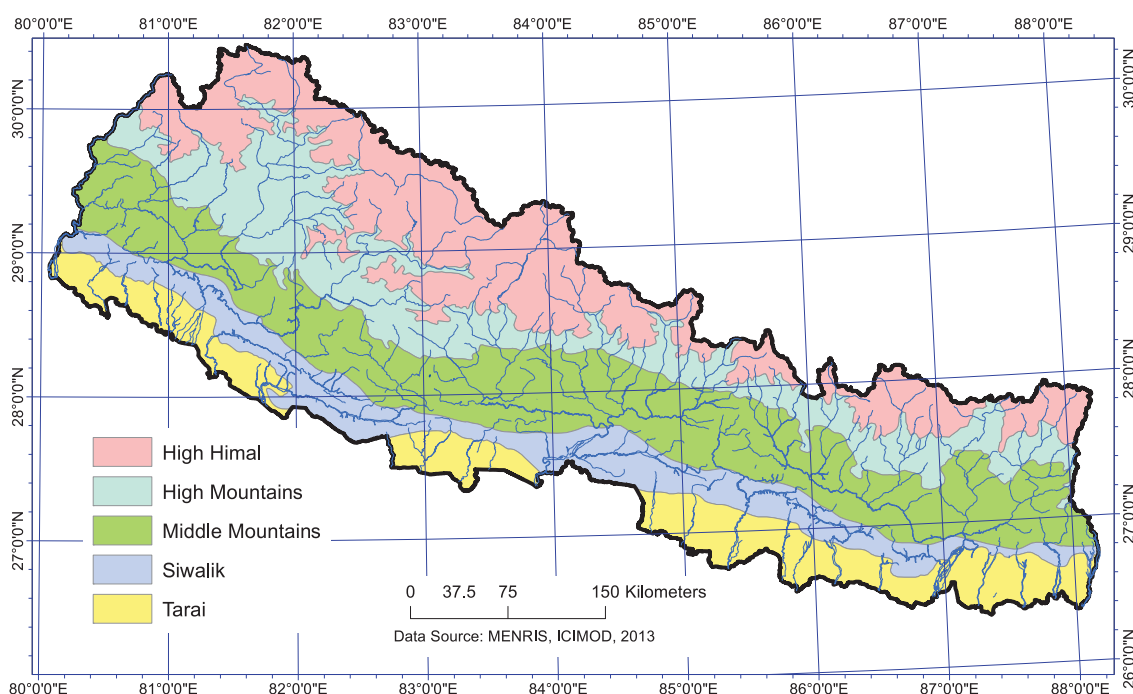 80°0'0"E 81°0'0"E 82°0'0"E 83°0'0"E 84°0'0"E 85°0'0"E 86°0'0"E 87°0'0"E 88°0'0"E
30°0'0"N 30°0'0"N
29°0'0"N 29°0'0"N
28°0'0"N 28°0'0"N
27°0'0"N 27°0'0"N
26°0'0"N
High Himal
High Mountains
Middle Mountains
Siwalik
Tarai
0 37.5 75 150 Kilometers
Data Source: MENRIS, ICIMOD, 2013
80°0'0"E 81°0'0"E 82°0'0"E 83°0'0"E 84°0'0"E 85°0'0"E 86°0'0"E 87°0'0"E 88°0'0"E